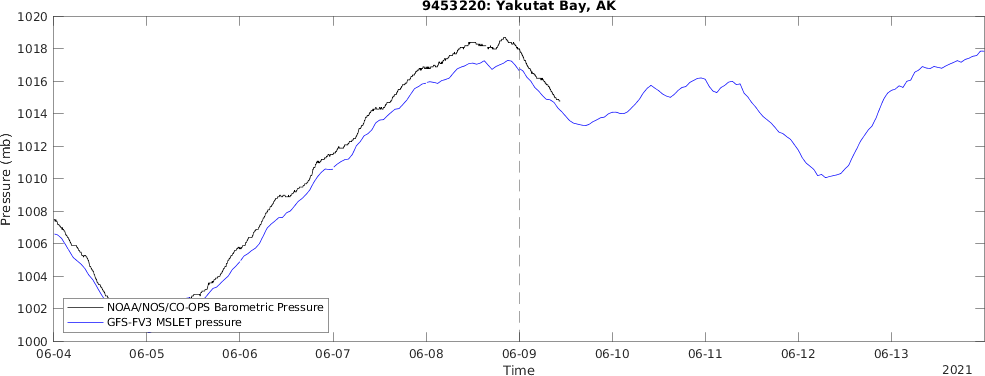 9453220: Yakutat Bay, AK
Pressure (mb)
1020
1018
1016
1014
1012
1010
1008
1006
1004
1002
1000
NOAA/NOS/CO-OPS Barometric Pressure
GFS-FV3 MSLET pressure
06-04 06-05 06-06 06-07 06-08 06-09 06-10 06-11 06-12 06-13
Time
2021